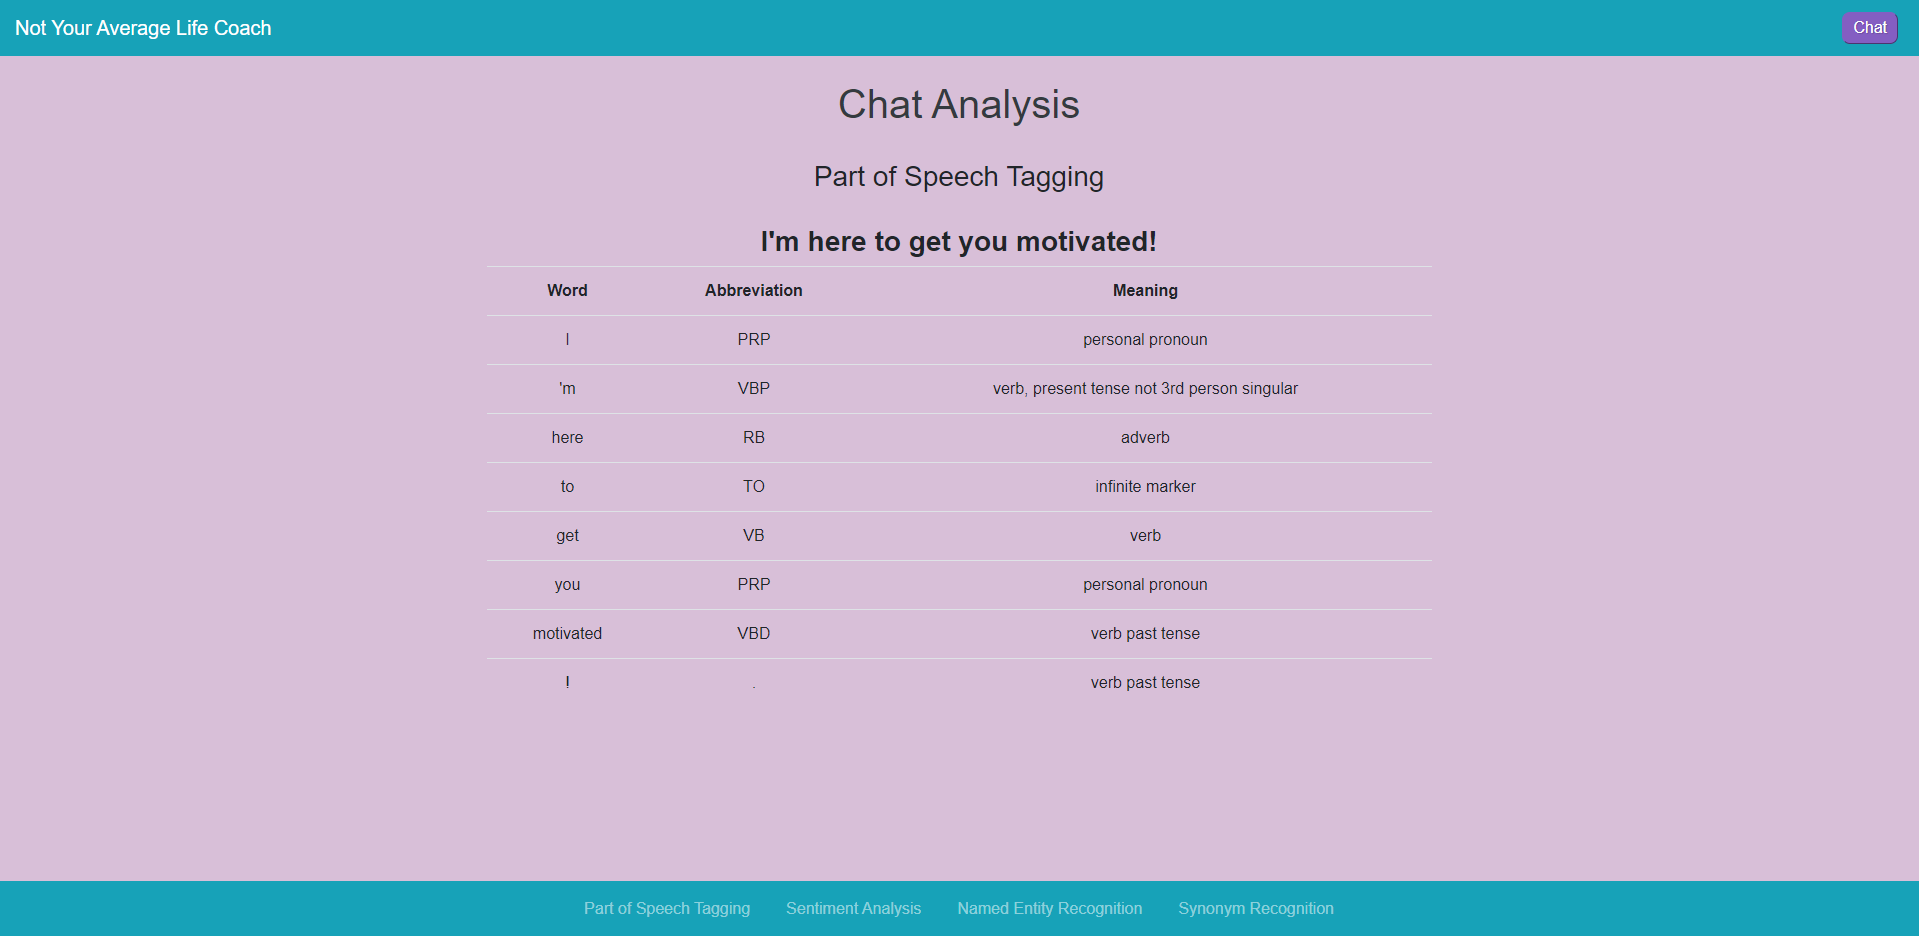 Not Your Average Life Coach Chat
Chat Analysis
Part of Speech Tagging
I'm here to get you motivated!
Word Abbreviation Meaning
I PRP personal pronoun
'm VBP verb, present tense not 3rd person singular
here RB adverb
to TO infinite marker
get VB verb
you PRP personal pronoun
motivated VBD verb past tense
! . verb past tense
Part of Speech Tagging Sentiment Analysis Named Entity Recognition Synonym Recognition